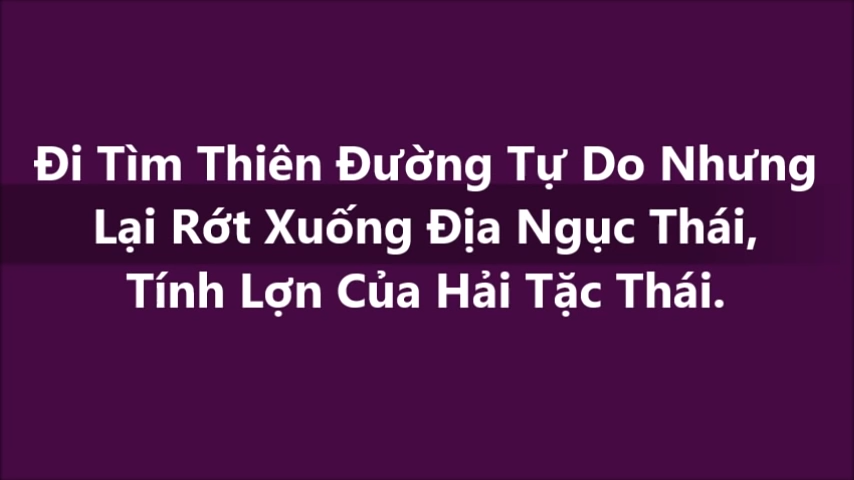 Đi Tìm Thiên Đường Tự Do Nhưng
Lại Rớt Xuống Địa Ngục Thái,
Tính Lợn Của Hải Tặc Thái.